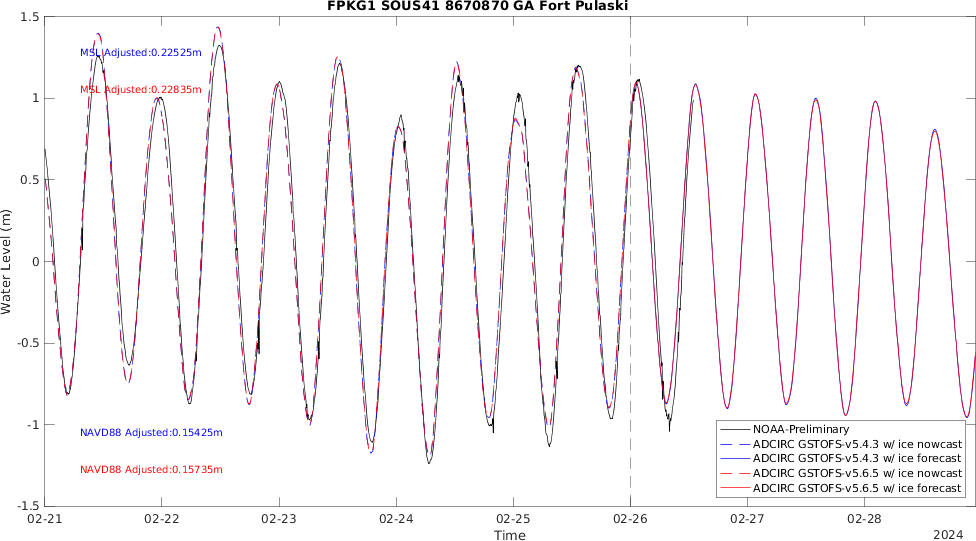 FPKG1 SOUS41 8670870 GA Fort Pulaski
1.5
MSL Adjusted:0.22525m
MSL Adjusted:0.22835m
1
0.5
0
-0.5
-1
-1.5
Water Level (m)
NAVD88 Adjusted:0.15425m
NAVD88 Adjusted:0.15735m
NOAA-Preliminary
ADCIRC GSTOFS-v5.4.3 w/ ice nowcast
ADCIRC GSTOFS-v5.4.3 w/ ice forecast
ADCIRC GSTOFS-v5.6.5 w/ ice nowcast
ADCIRC GSTOFS-v5.6.5 w/ ice forecast
02-21 02-22 02-23 02-24 02-25 02-26 02-27 02-28
Time
2024